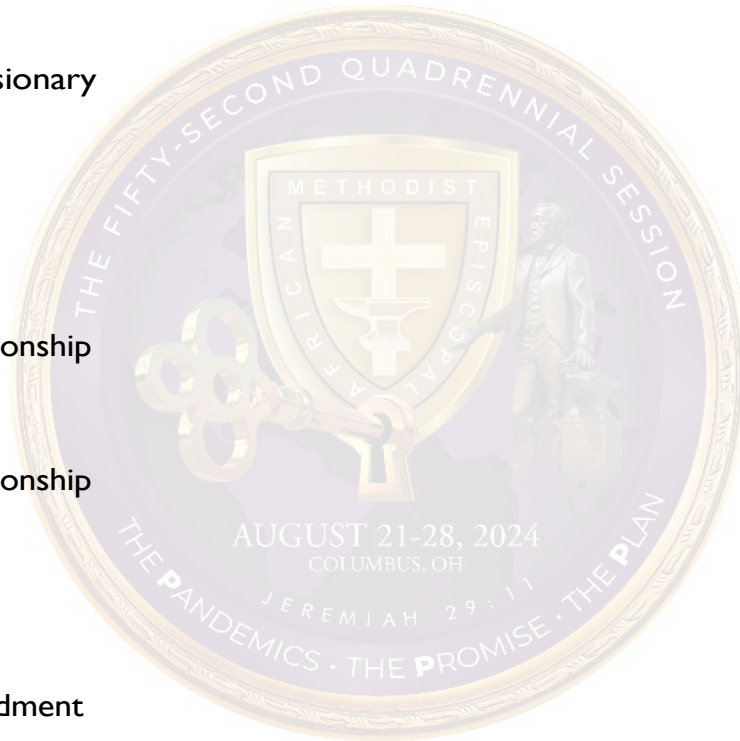 sionary
onship
onship
dment
THE FIFTY-SECOND QUADRENNIAL SESSION
AFRICAN METHODIST EPISCOPAL
AUGUST 21-28, 2024
COLUMBUS, OH
JEREMIAH 29:11
THE PANDEMICS · THE PROMISE · THE PLAN